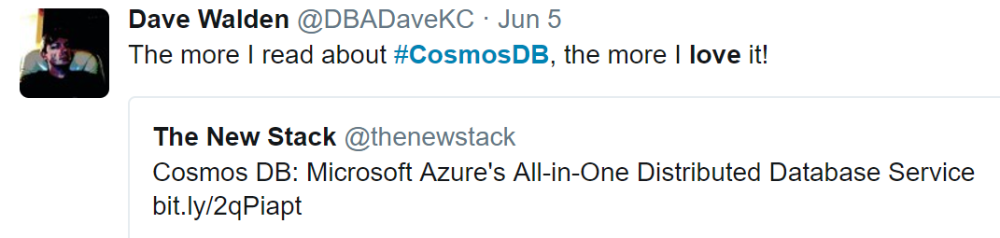 Dave Walden @DBADaveKC · Jun 5
The more I read about #CosmosDB, the more I love it!
The New Stack @thenewstack
Cosmos DB: Microsoft Azure's All-in-One Distributed Database Service
bit.ly/2qPiapt